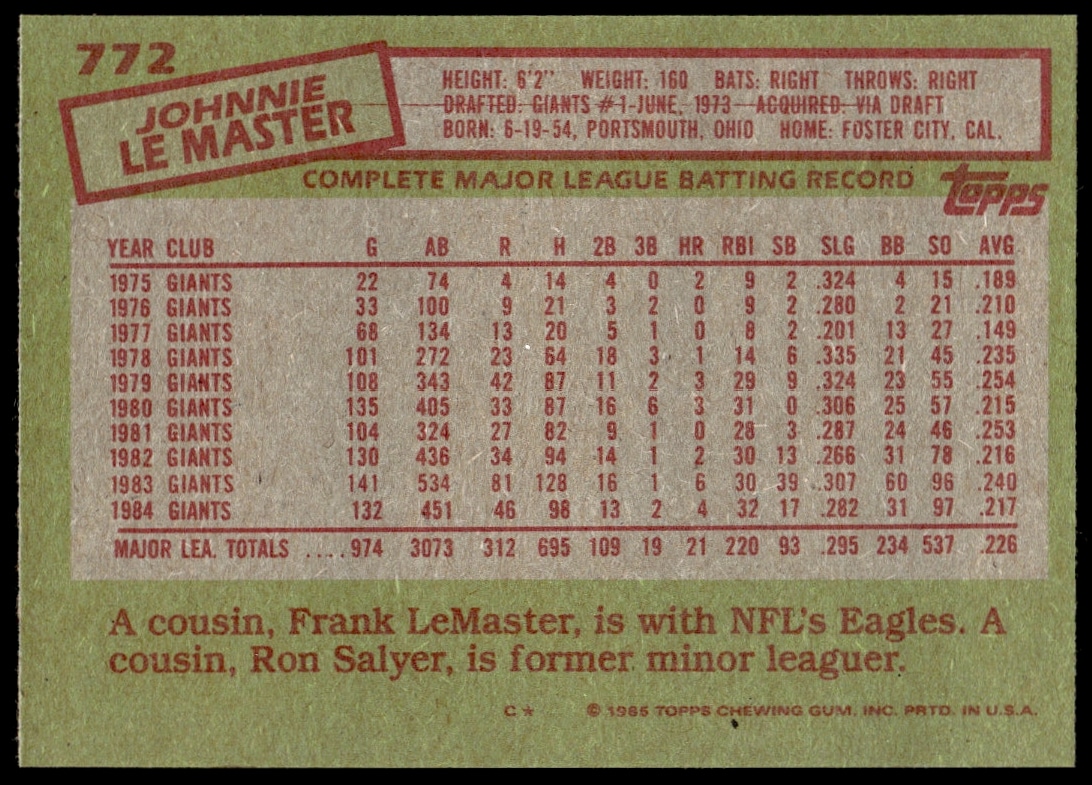 772
JOHNNIE
LE MASTER
HEIGHT: 6'2" WEIGHT: 160 BATS: RIGHT THROWS: RIGHT
DRAFTED: GIANTS #1-JUNE, 1973 ACQUIRED: VIA DRAFT
BORN: 6-19-54, PORTSMOUTH, OHIO HOME: FOSTER CITY, CAL.
COMPLETE MAJOR LEAGUE BATTING RECORD
topps
YEAR CLUB G AB R H 2B 3B HR RBI SB SLG BB SO AVG
1975 GIANTS 22 74 4 14 4 0 2 9 2 .324 4 15 .189
1976 GIANTS 33 100 9 21 3 2 0 9 2 .280 2 21 .210
1977 GIANTS 68 134 13 20 5 1 0 8 2 .201 13 27 .149
1978 GIANTS 101 272 23 64 18 3 1 14 6 .335 21 45 .235
1979 GIANTS 108 343 42 87 11 2 3 29 9 .324 23 55 .254
1980 GIANTS 135 405 33 87 16 6 3 31 0 .306 25 57 .215
1981 GIANTS 104 324 27 82 9 1 0 28 3 .287 24 46 .253
1982 GIANTS 130 436 34 94 14 1 2 30 13 .266 31 78 .216
1983 GIANTS 141 534 81 128 16 1 6 30 39 .307 60 96 .240
1984 GIANTS 132 451 46 98 13 2 4 32 17 .282 31 97 .217
MAJOR LEA. TOTALS ....974 3073 312 695 109 19 21 220 93 .295 234 537 .226
A cousin, Frank LeMaster, is with NFL's Eagles. A
cousin, Ron Salyer, is former minor leaguer.
C* © 1985 TOPPS CHEWING GUM, INC. PRTD. IN U.S.A.